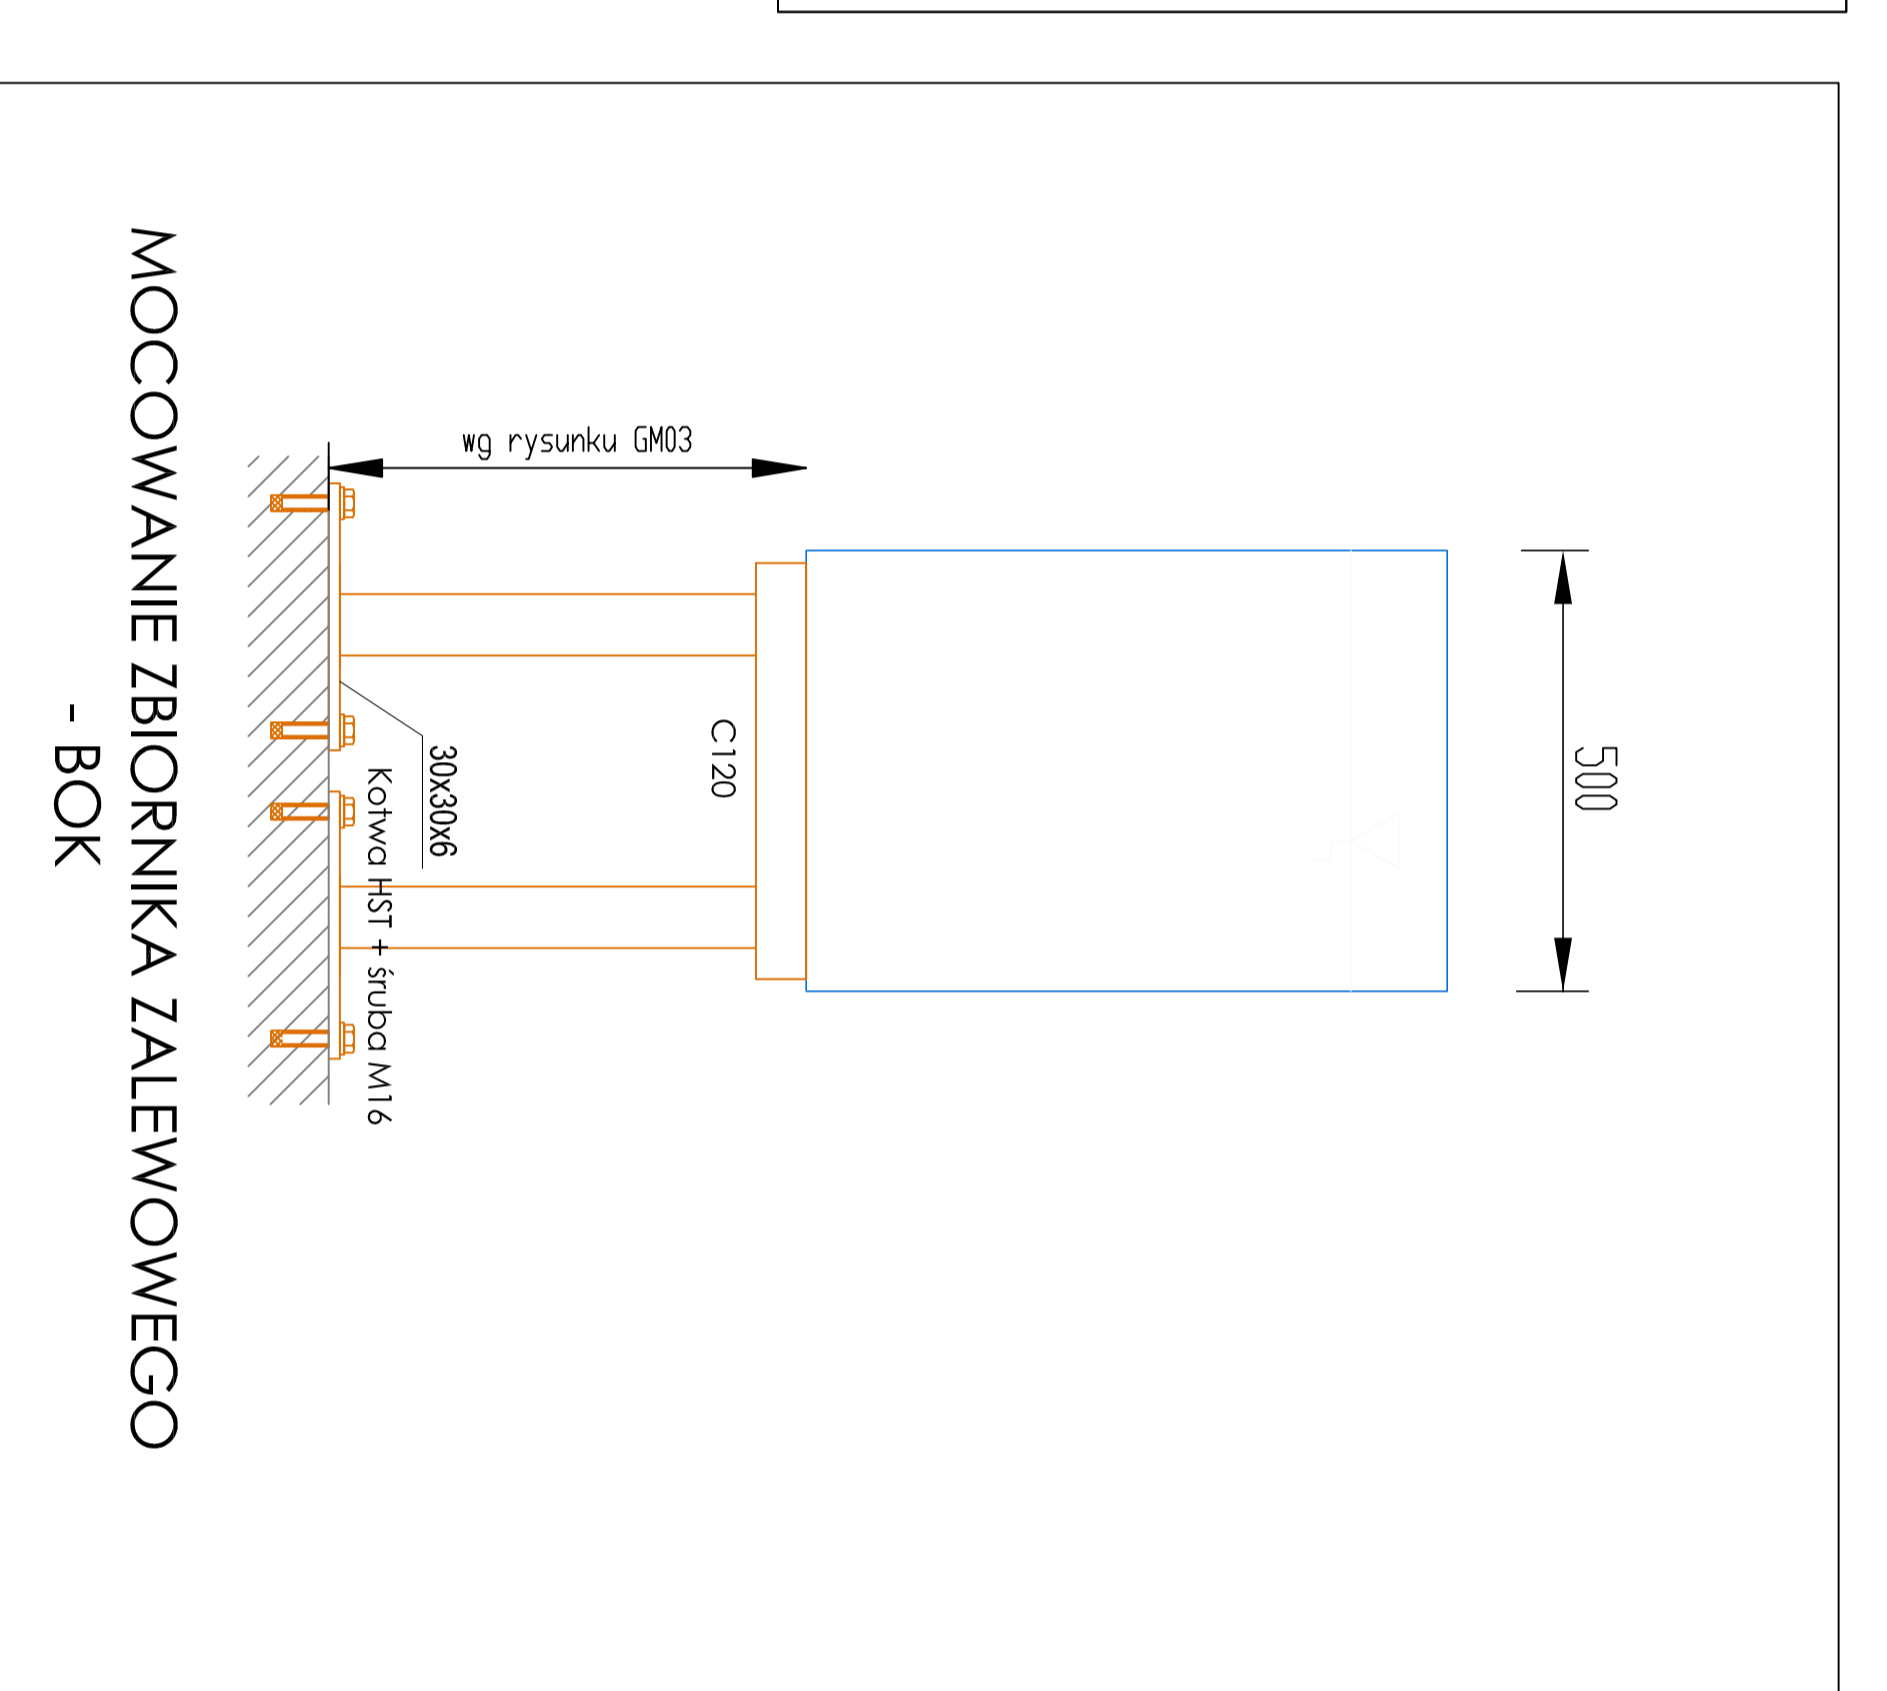 500
wg rysunku GM03
C120
30x30x6
Kotwa HST + śruba M16
MOCOWANIE ZBIORNIKA ZALEWOWEGO
- BOK